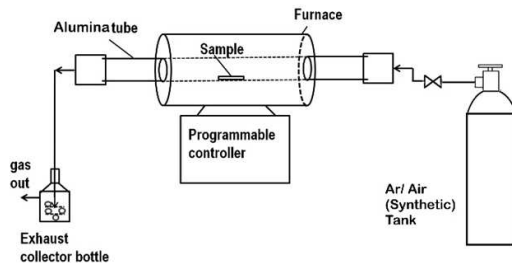 Furnace
Alumina tube
Sample
Programmable
controller
gas
out
Ar/ Air
(Synthetic)
Tank
Exhaust
collector bottle